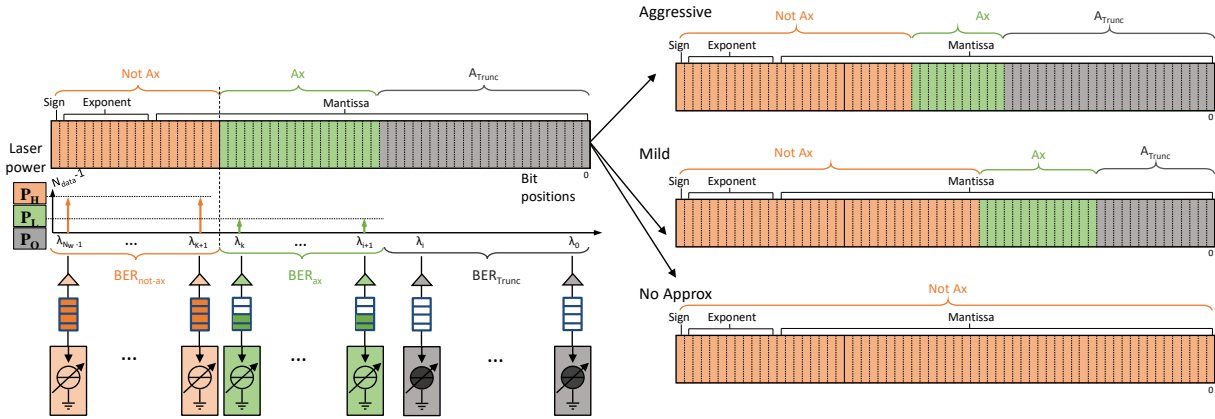 Not Ax
Ax
A_Trunc
Sign
Exponent
Mantissa
Laser
power
N_data-1
Bit
positions
0
P_H
P_L
P_O
λ_Nw-1
...
λ_K+1
λ_k
...
λ_i+1
λ_i
λ_0
BER_not-ax
BER_ax
BER_Trunc
...
...
...
Aggressive
Not Ax
Ax
A_Trunc
Sign
Exponent
Mantissa
0
Mild
Not Ax
Ax
A_Trunc
Sign
Exponent
Mantissa
0
No Approx
Not Ax
Sign
Exponent
Mantissa
0